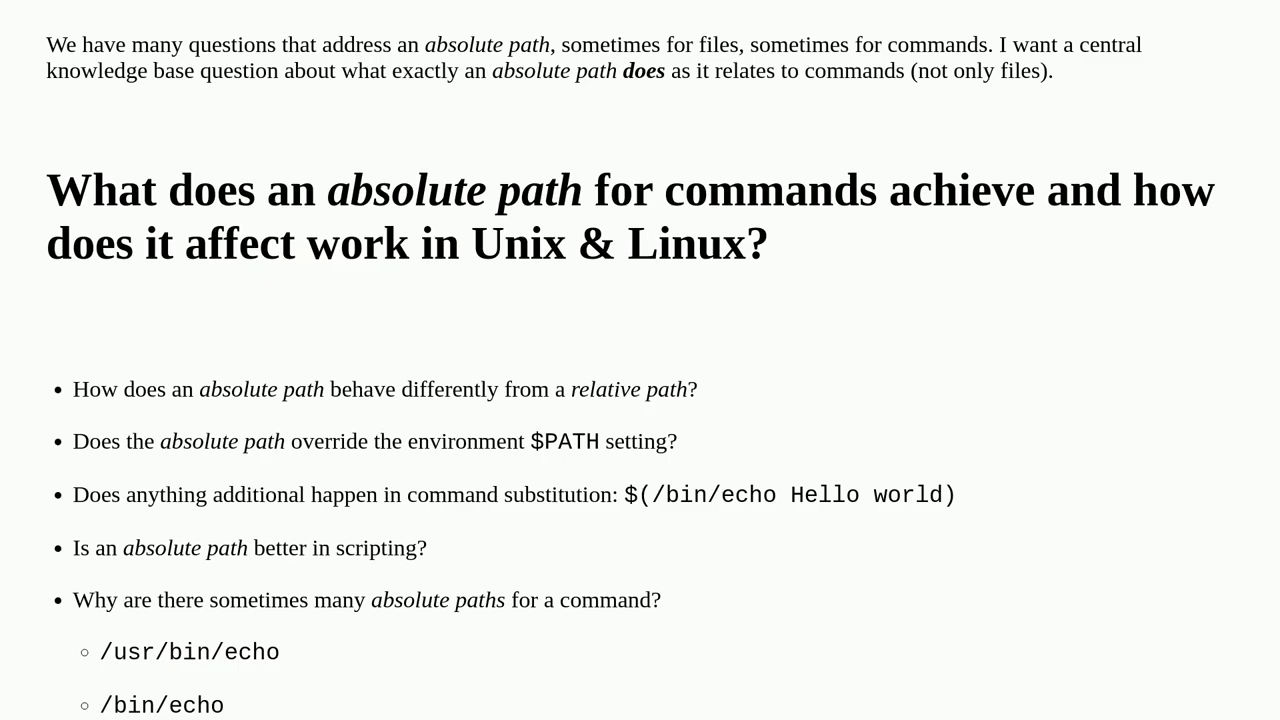 We have many questions that address an absolute path, sometimes for files, sometimes for commands. I want a central
knowledge base question about what exactly an absolute path does as it relates to commands (not only files).
What does an absolute path for commands achieve and how
does it affect work in Unix & Linux?
• How does an absolute path behave differently from a relative path?
• Does the absolute path override the environment $PATH setting?
• Does anything additional happen in command substitution: $(/bin/echo Hello world)
• Is an absolute path better in scripting?
• Why are there sometimes many absolute paths for a command?
◦ /usr/bin/echo
◦ /bin/echo